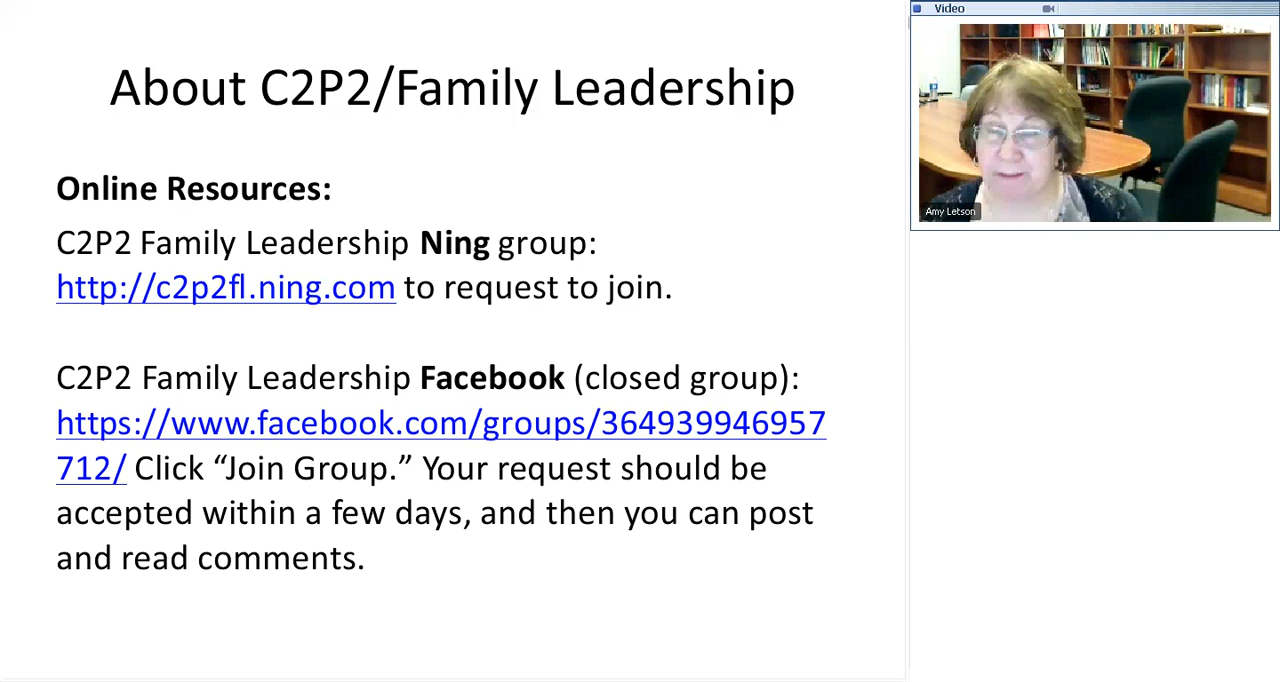 About C2P2/Family Leadership
Online Resources:
C2P2 Family Leadership Ning group:
http://c2p2fl.ning.com to request to join.
C2P2 Family Leadership Facebook (closed group):
https://www.facebook.com/groups/364939946957
712/ Click “Join Group.” Your request should be
accepted within a few days, and then you can post
and read comments.
Video
Amy Letson